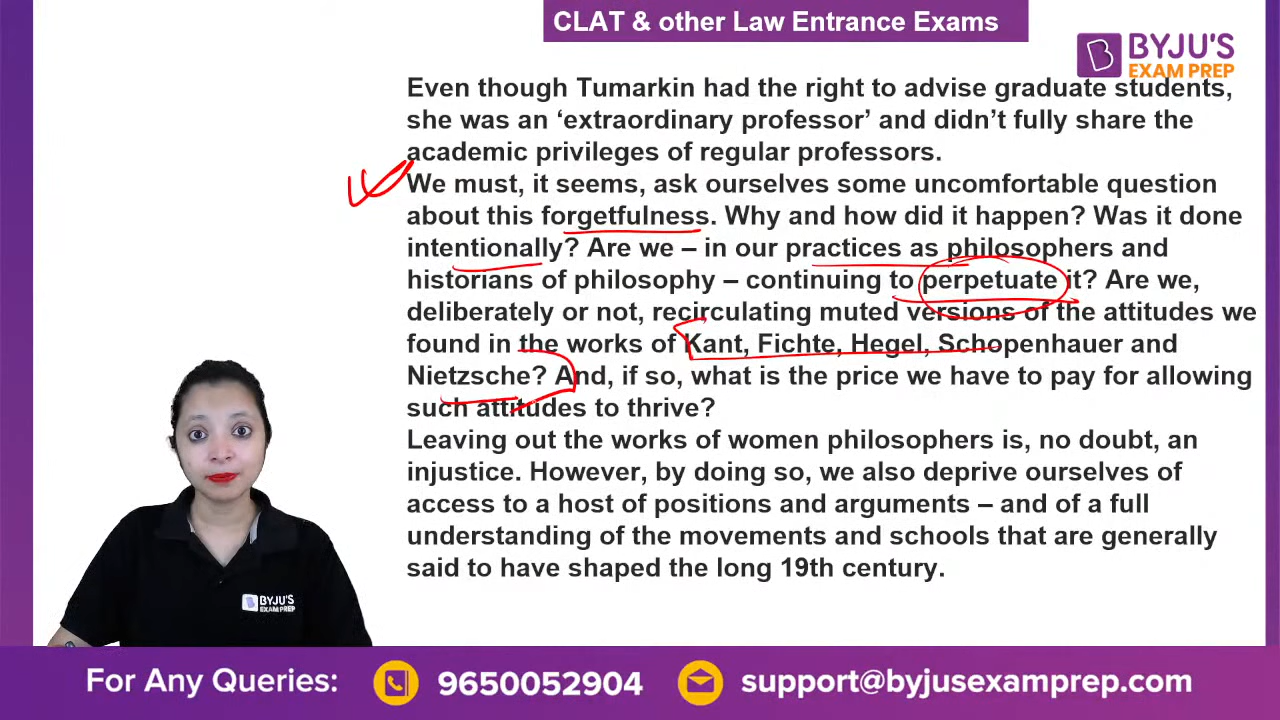 CLAT & other Law Entrance Exams
BYJU'S
EXAM PREP
Even though Tumarkin had the right to advise graduate students,
she was an ‘extraordinary professor’ and didn’t fully share the
academic privileges of regular professors.
We must, it seems, ask ourselves some uncomfortable question
about this forgetfulness. Why and how did it happen? Was it done
intentionally? Are we – in our practices as philosophers and
historians of philosophy – continuing to perpetuate it? Are we,
deliberately or not, recirculating muted versions of the attitudes we
found in the works of Kant, Fichte, Hegel, Schopenhauer and
Nietzsche? And, if so, what is the price we have to pay for allowing
such attitudes to thrive?
Leaving out the works of women philosophers is, no doubt, an
injustice. However, by doing so, we also deprive ourselves of
access to a host of positions and arguments – and of a full
understanding of the movements and schools that are generally
said to have shaped the long 19th century.
BYJU'S
EXAM PREP
For Any Queries: 9650052904 support@byjusexamprep.com